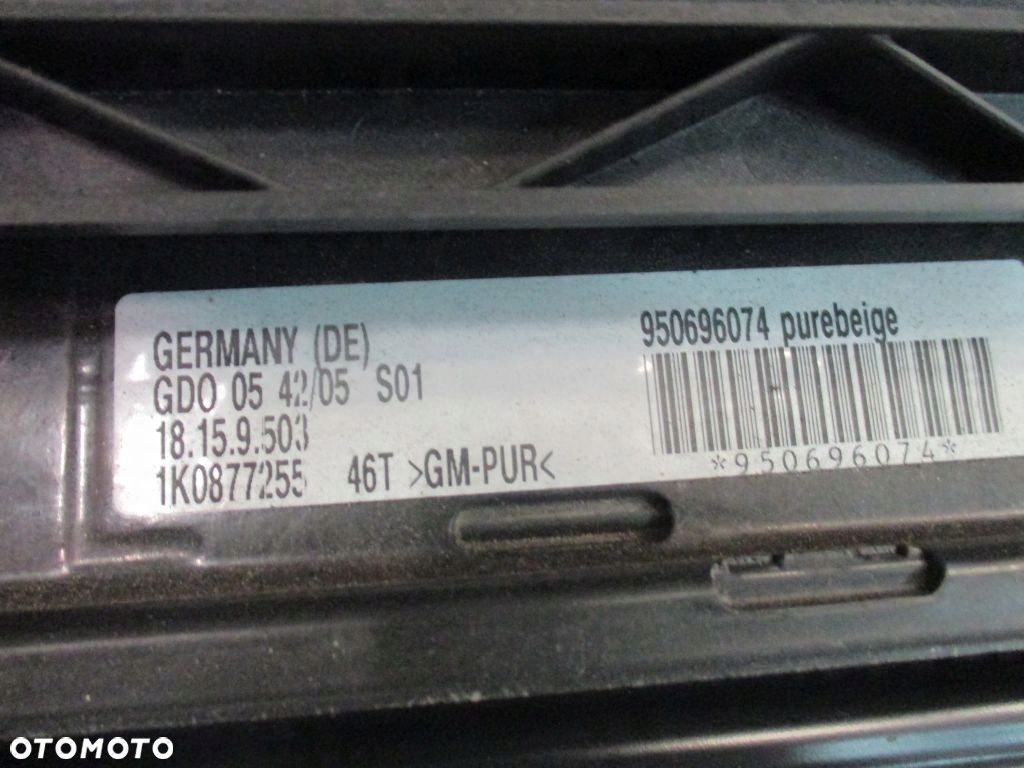 GERMANY (DE)
GDO 05 42/05 S01
18.15.9.503
1K0877255 46T >GM-PUR<
950696074 purebeige
*950696074*
OTOMOTO